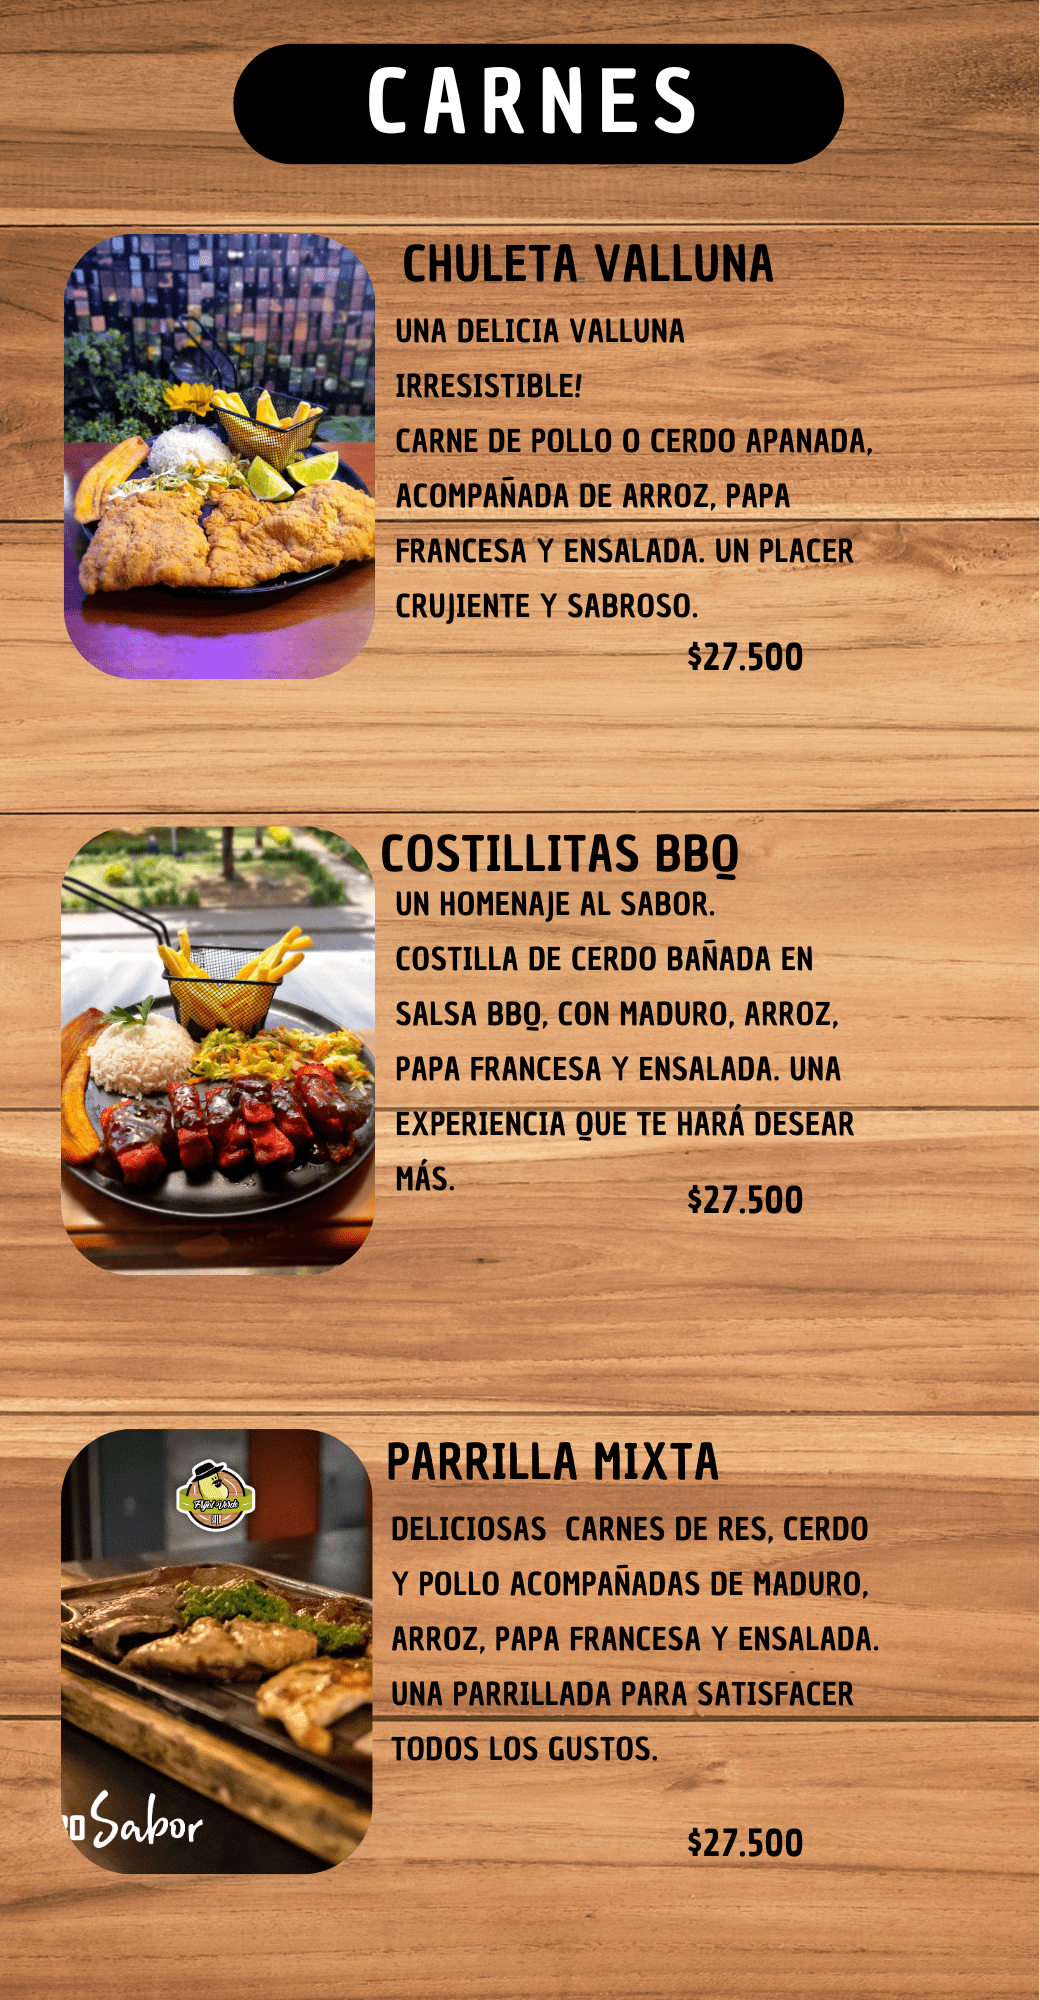 CARNES
CHULETA VALLUNA
UNA DELICIA VALLUNA
IRRESISTIBLE!
CARNE DE POLLO O CERDO APANADA,
ACOMPAÑADA DE ARROZ, PAPA
FRANCESA Y ENSALADA. UN PLACER
CRUJIENTE Y SABROSO.
$27.500
COSTILLITAS BBQ
UN HOMENAJE AL SABOR.
COSTILLA DE CERDO BAÑADA EN
SALSA BBQ, CON MADURO, ARROZ,
PAPA FRANCESA Y ENSALADA. UNA
EXPERIENCIA QUE TE HARÁ DESEAR
MÁS.
$27.500
PARRILLA MIXTA
Frijol Verde
DELICIOSAS  CARNES DE RES, CERDO
Y POLLO ACOMPAÑADAS DE MADURO,
ARROZ, PAPA FRANCESA Y ENSALADA.
UNA PARRILLADA PARA SATISFACER
TODOS LOS GUSTOS.
Sabor
$27.500